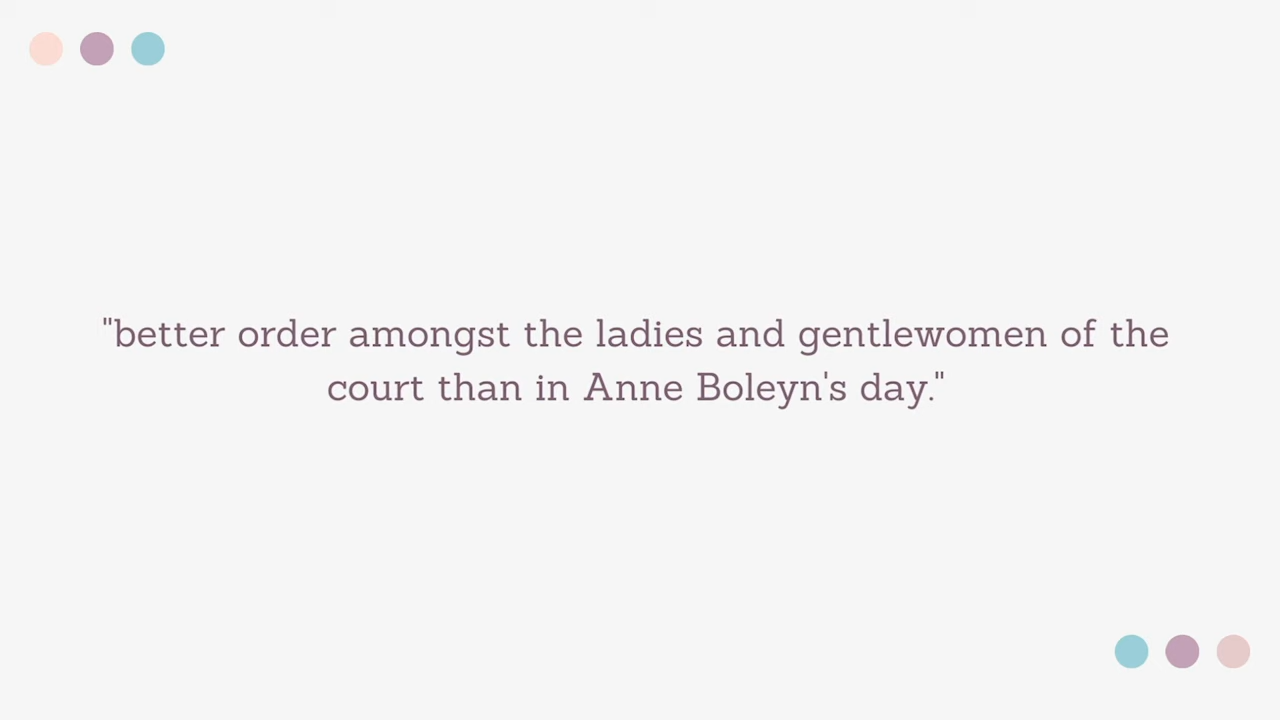 "better order amongst the ladies and gentlewomen of the
court than in Anne Boleyn's day."